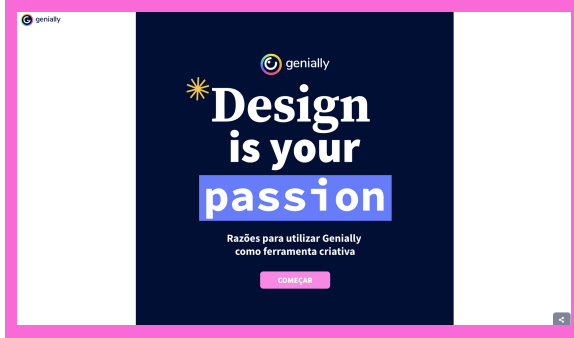 genially
genially
Design
is your
passion
Razões para utilizar Genially
como ferramenta criativa
COMEÇAR